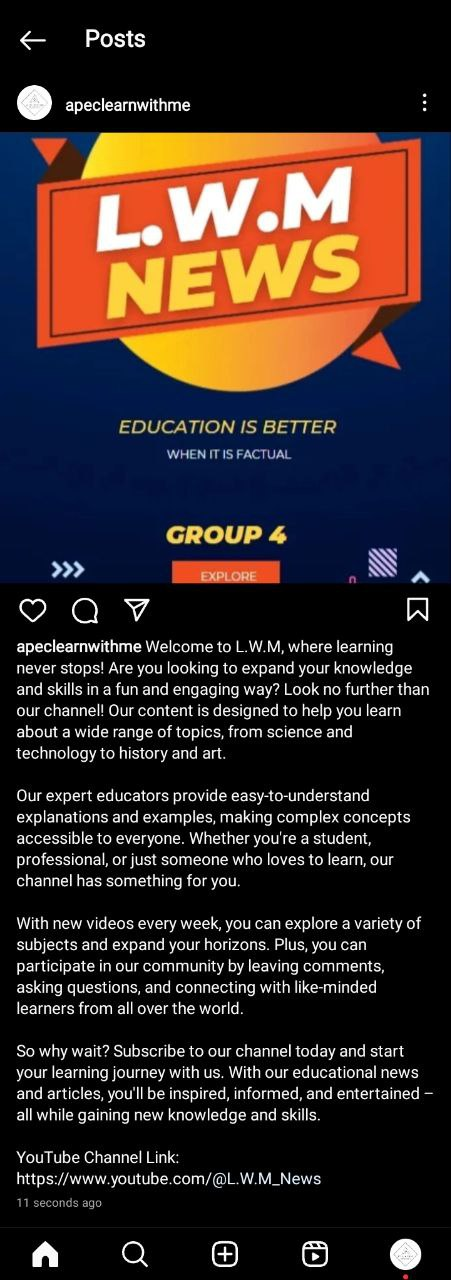 Posts
apeclearnwithme
L.W.M
NEWS
EDUCATION IS BETTER
WHEN IT IS FACTUAL
GROUP 4
EXPLORE
apeclearnwithme Welcome to L.W.M, where learning
never stops! Are you looking to expand your knowledge
and skills in a fun and engaging way? Look no further than
our channel! Our content is designed to help you learn
about a wide range of topics, from science and
technology to history and art.
Our expert educators provide easy-to-understand
explanations and examples, making complex concepts
accessible to everyone. Whether you're a student,
professional, or just someone who loves to learn, our
channel has something for you.
With new videos every week, you can explore a variety of
subjects and expand your horizons. Plus, you can
participate in our community by leaving comments,
asking questions, and connecting with like-minded
learners from all over the world.
So why wait? Subscribe to our channel today and start
your learning journey with us. With our educational news
and articles, you'll be inspired, informed, and entertained –
all while gaining new knowledge and skills.
YouTube Channel Link:
https://www.youtube.com/@L.W.M_News
11 seconds ago